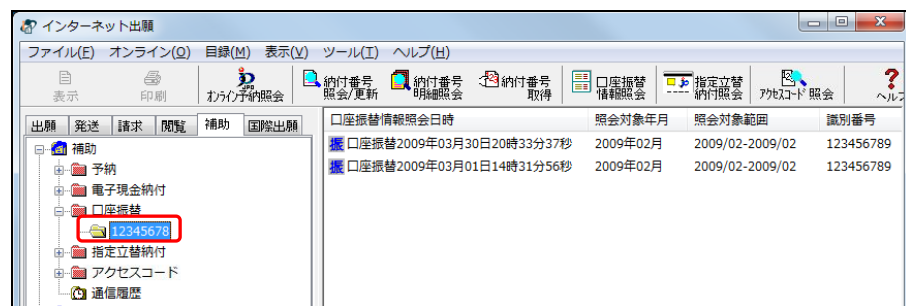 インターネット出願
ファイル(F) オンライン(O) 目録(M) 表示(V) ツール(T) ヘルプ(H)
表示
印刷
オンライン予納照会
納付番号
照会/更新
納付番号
明細照会
納付番号
取得
口座振替
情報照会
指定立替
納付照会
アクセスコード照会
ヘルプ
出願 発送 請求 閲覧 補助 国際出願
口座振替情報照会日時 照会対象年月 照会対象範囲 識別番号
振 口座振替2009年03月30日20時33分37秒 2009年02月 2009/02-2009/02 123456789
振 口座振替2009年03月01日14時31分56秒 2009年02月 2009/02-2009/02 123456789
補助
予納
電子現金納付
口座振替
12345678
指定立替納付
アクセスコード
通信履歴